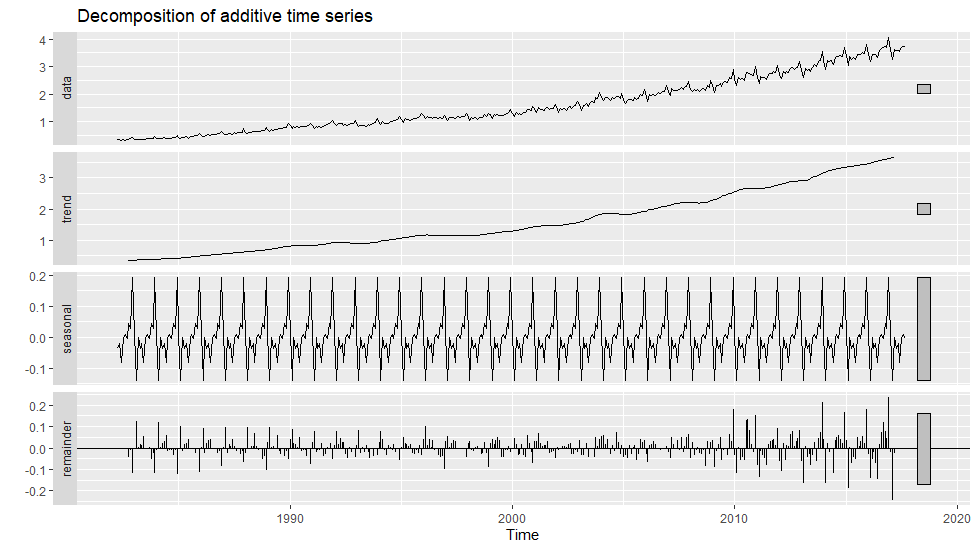 Decomposition of additive time series
data
4
3
2
1
trend
3
2
1
seasonal
0.2
0.1
0.0
-0.1
remainder
0.2
0.1
0.0
-0.1
-0.2
1990 2000 2010 2020
Time